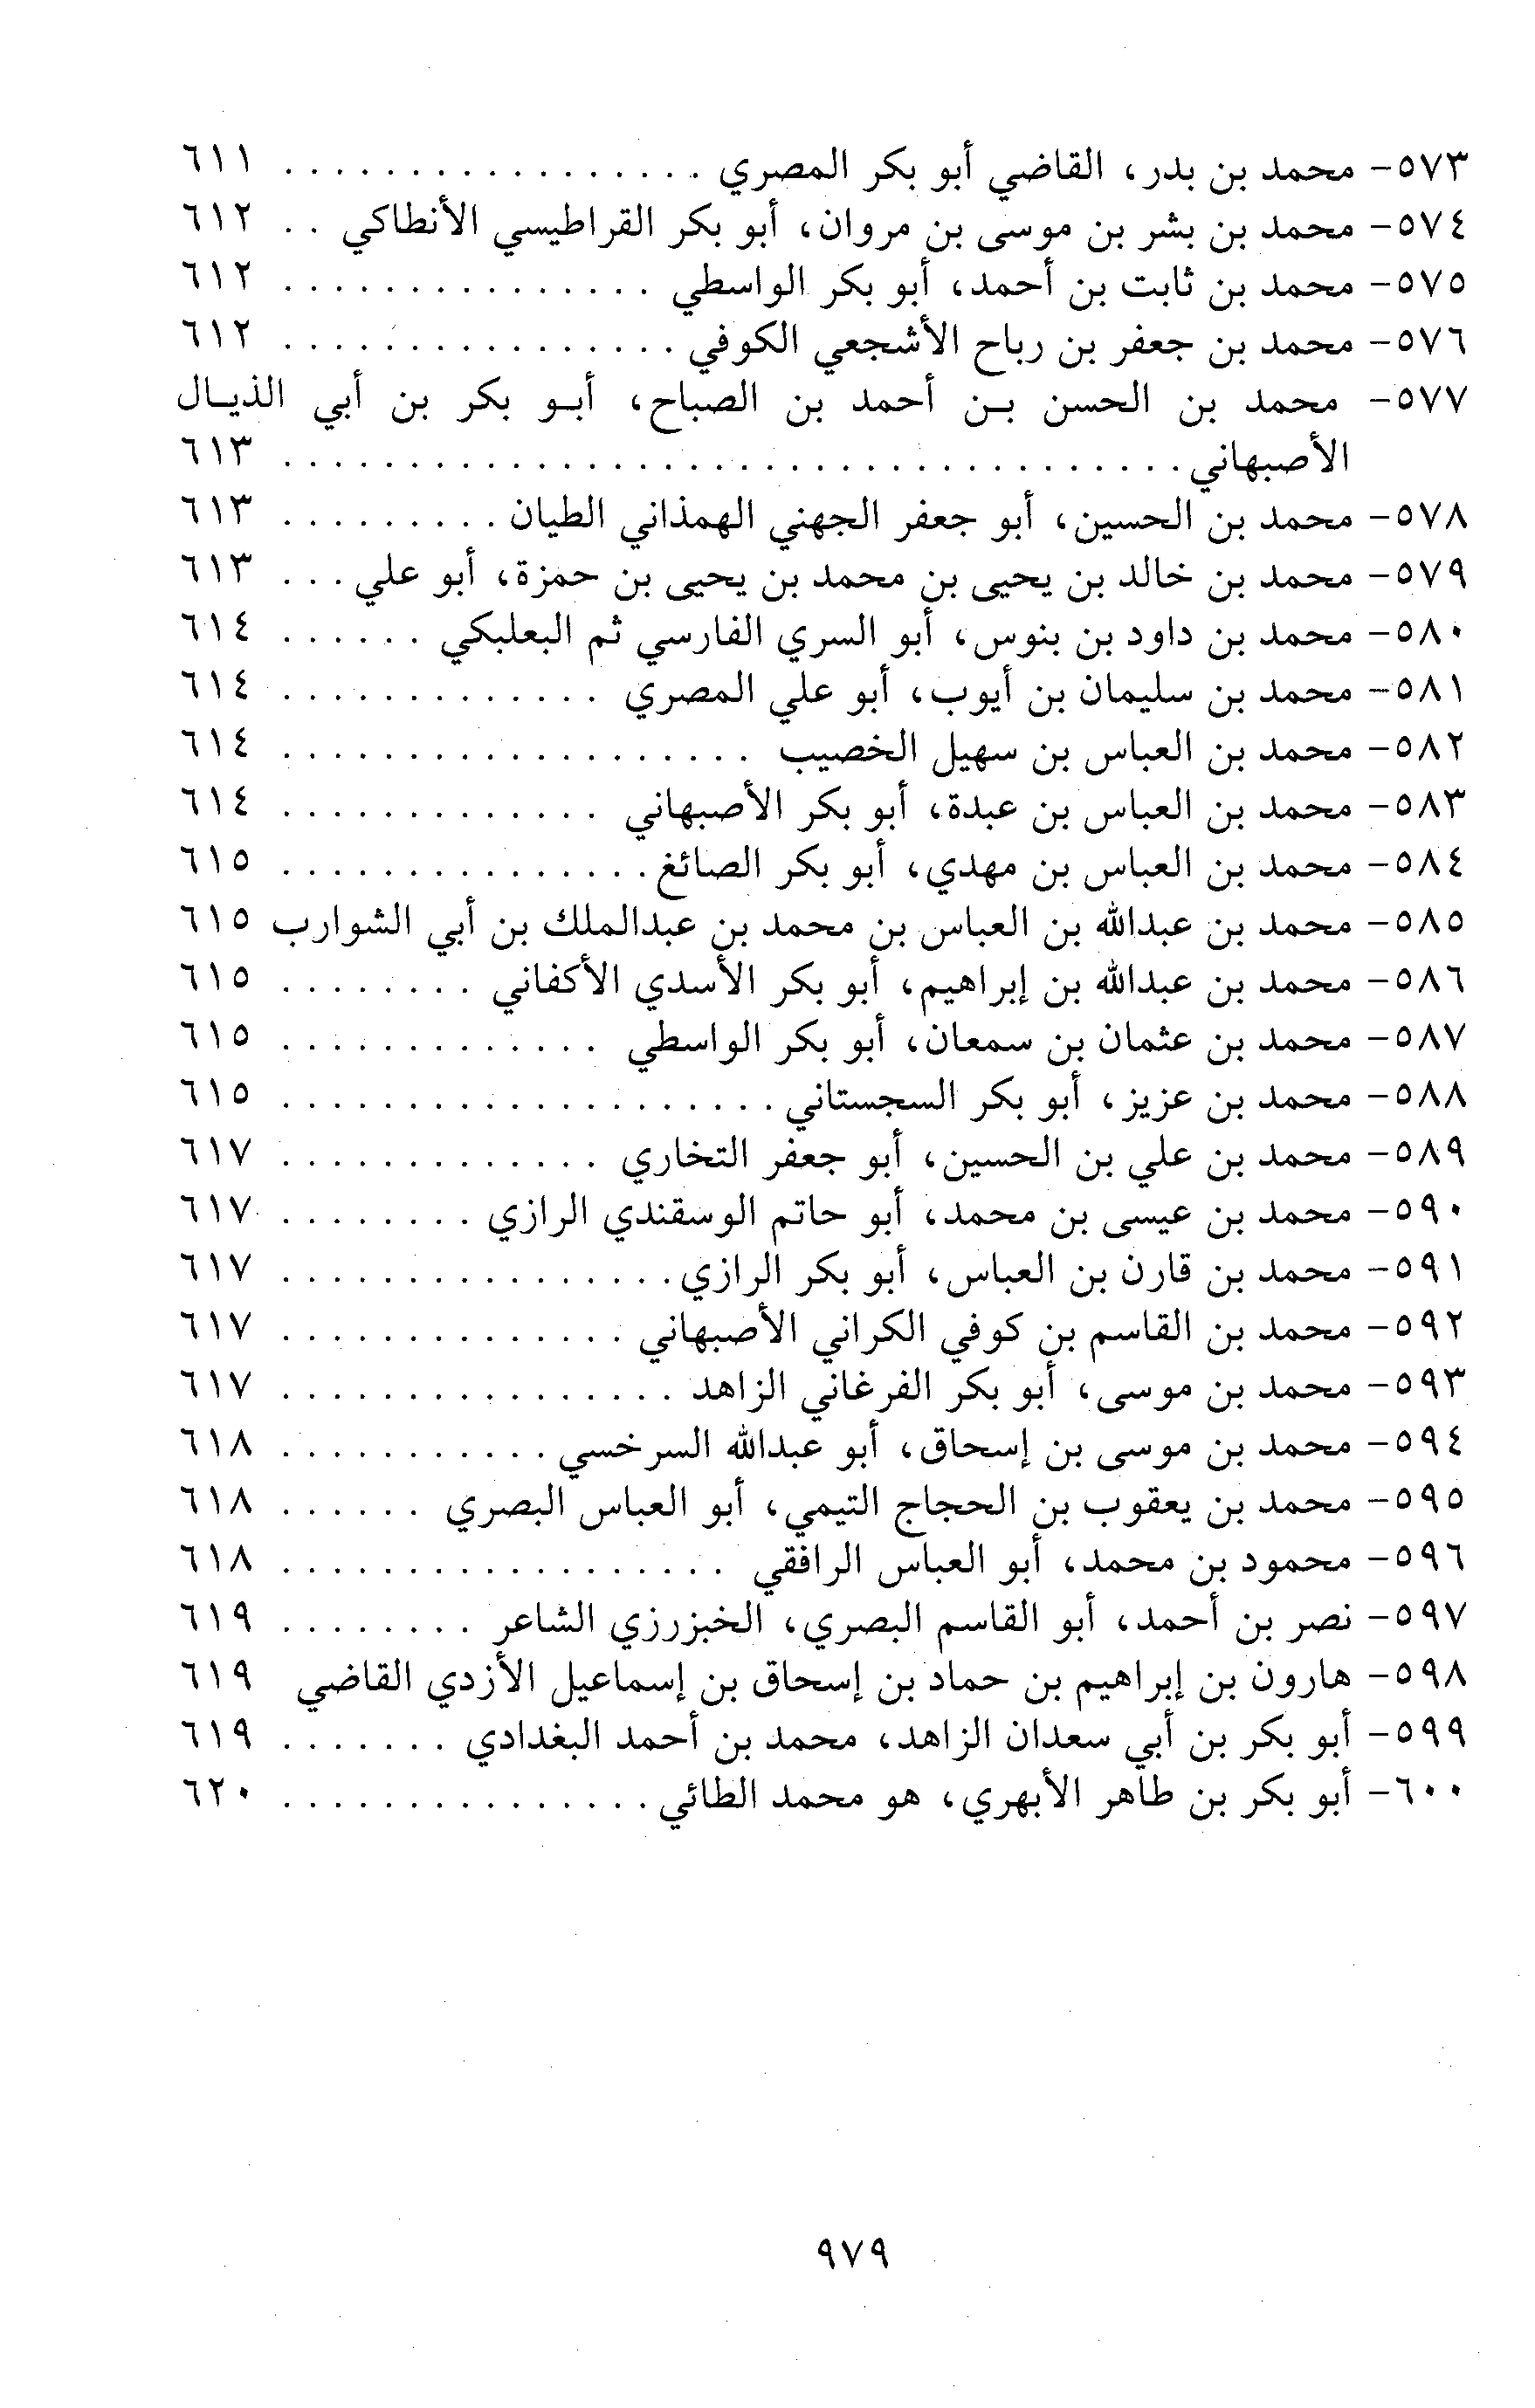 ٥٧٣- محمد بن بدر، القاضي أبو بكر المصري . . . . . . . . . . . . . . . . . ٦١١
٥٧٤- محمد بن بشر بن موسى بن مروان، أبو بكر القراطيسي الأنطاكي . . ٦١٢
٥٧٥- محمد بن ثابت بن أحمد، أبو بكر الواسطي . . . . . . . . . . . . . . . ٦١٢
٥٧٦- محمد بن جعفر بن رباح الأشجعي الكوفي . . . . . . . . . . . . . . . . ٦١٢
٥٧٧- محمد بن الحسن بـن أحمد بن الصباح، أبـو بكر بن أبي الذيـال
الأصبهاني . . . . . . . . . . . . . . . . . . . . . . . . . . . . . . . . . . . . ٦١٣
٥٧٨- محمد بن الحسين، أبو جعفر الجهني الهمذاني الطيان . . . . . . . . . ٦١٣
٥٧٩- محمد بن خالد بن يحيى بن محمد بن يحيى بن حمزة، أبو علي . . . ٦١٣
٥٨٠- محمد بن داود بن بنوس، أبو السري الفارسي ثم البعلبكي . . . . . . ٦١٤
٥٨١- محمد بن سليمان بن أيوب، أبو علي المصري . . . . . . . . . . . . . ٦١٤
٥٨٢- محمد بن العباس بن سهيل الخصيب . . . . . . . . . . . . . . . . . . . ٦١٤
٥٨٣- محمد بن العباس بن عبدة، أبو بكر الأصبهاني . . . . . . . . . . . . . ٦١٤
٥٨٤- محمد بن العباس بن مهدي، أبو بكر الصائغ . . . . . . . . . . . . . . . ٦١٥
٥٨٥- محمد بن عبدالله بن العباس بن محمد بن عبدالملك بن أبي الشوارب ٦١٥
٥٨٦- محمد بن عبدالله بن إبراهيم، أبو بكر الأسدي الأكفاني . . . . . . . . ٦١٥
٥٨٧- محمد بن عثمان بن سمعان، أبو بكر الواسطي . . . . . . . . . . . . . ٦١٥
٥٨٨- محمد بن عزيز، أبو بكر السجستاني . . . . . . . . . . . . . . . . . . . . ٦١٥
٥٨٩- محمد بن علي بن الحسين، أبو جعفر التخاري . . . . . . . . . . . . . ٦١٧
٥٩٠- محمد بن عيسى بن محمد، أبو حاتم الوسقندي الرازي . . . . . . . . ٦١٧
٥٩١- محمد بن قارن بن العباس، أبو بكر الرازي . . . . . . . . . . . . . . . . ٦١٧
٥٩٢- محمد بن القاسم بن كوفي الكراني الأصبهاني . . . . . . . . . . . . . . ٦١٧
٥٩٣- محمد بن موسى، أبو بكر الفرغاني الزاهد . . . . . . . . . . . . . . . . ٦١٧
٥٩٤- محمد بن موسى بن إسحاق، أبو عبدالله السرخسي . . . . . . . . . . . ٦١٨
٥٩٥- محمد بن يعقوب بن الحجاج التيمي، أبو العباس البصري . . . . . . ٦١٨
٥٩٦- محمود بن محمد، أبو العباس الرافقي . . . . . . . . . . . . . . . . . . ٦١٨
٥٩٧- نصر بن أحمد، أبو القاسم البصري، الخبزرزي الشاعر . . . . . . . . ٦١٩
٥٩٨- هارون بن إبراهيم بن حماد بن إسحاق بن إسماعيل الأزدي القاضي ٦١٩
٥٩٩- أبو بكر بن أبي سعدان الزاهد، محمد بن أحمد البغدادي . . . . . . . ٦١٩
٦٠٠- أبو بكر بن طاهر الأبهري، هو محمد الطائي . . . . . . . . . . . . . . . ٦٢٠
٩٧٩